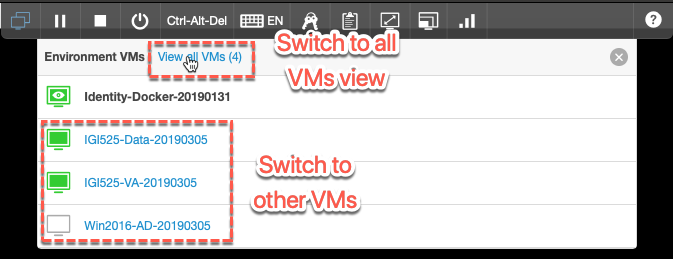 Ctrl-Alt-Del EN ?
Environment VMs View all VMs (4)
Switch to all
VMs view
Identity-Docker-20190131
IGI525-Data-20190305
IGI525-VA-20190305
Win2016-AD-20190305
Switch to
other VMs